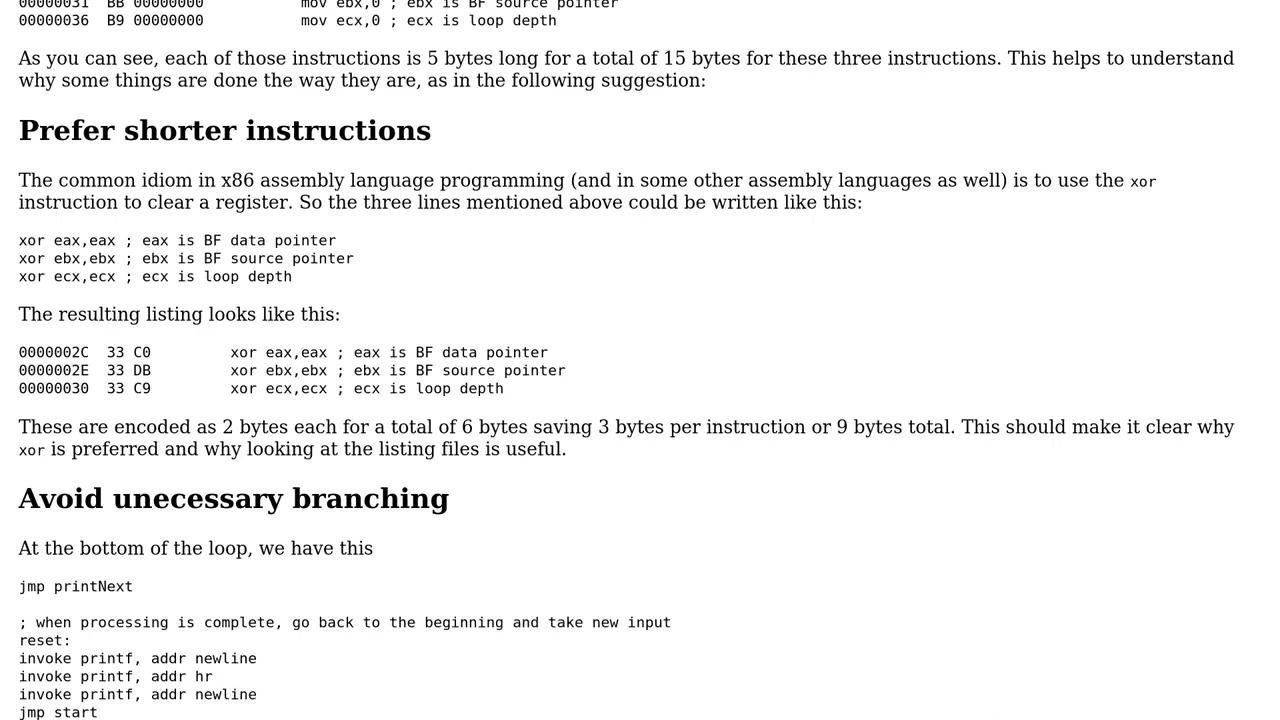 00000031  BB 00000000           mov ebx,0 ; ebx is BF source pointer
00000036  B9 00000000           mov ecx,0 ; ecx is loop depth
As you can see, each of those instructions is 5 bytes long for a total of 15 bytes for these three instructions. This helps to understand
why some things are done the way they are, as in the following suggestion:
Prefer shorter instructions
The common idiom in x86 assembly language programming (and in some other assembly languages as well) is to use the xor
instruction to clear a register. So the three lines mentioned above could be written like this:
xor eax,eax ; eax is BF data pointer
xor ebx,ebx ; ebx is BF source pointer
xor ecx,ecx ; ecx is loop depth
The resulting listing looks like this:
0000002C  33 C0         xor eax,eax ; eax is BF data pointer
0000002E  33 DB         xor ebx,ebx ; ebx is BF source pointer
00000030  33 C9         xor ecx,ecx ; ecx is loop depth
These are encoded as 2 bytes each for a total of 6 bytes saving 3 bytes per instruction or 9 bytes total. This should make it clear why
xor is preferred and why looking at the listing files is useful.
Avoid unecessary branching
At the bottom of the loop, we have this
jmp printNext
; when processing is complete, go back to the beginning and take new input
reset:
invoke printf, addr newline
invoke printf, addr hr
invoke printf, addr newline
jmp start